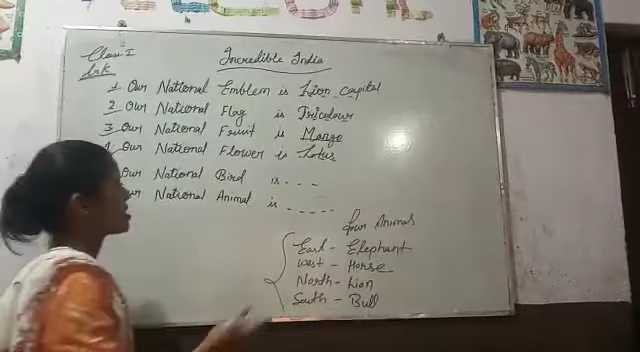 Class-I
G.K
Incredible India
1. Our National Emblem is Lion Capital
2. Our National Flag is Tricolour
3. Our National Fruit is Mango
4. Our National Flower is Lotus
Our National Bird is - - -
Our National Animal is - - - -
four Animals
East - Elephant
West - Horse
North - Lion
South - Bull